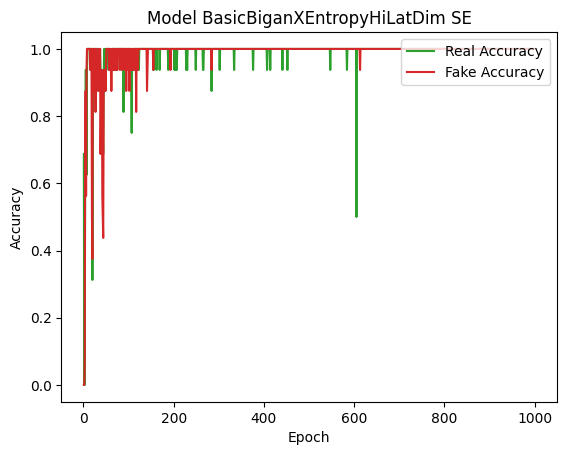 Model BasicBiganXEntropyHiLatDim SE
Real Accuracy
Fake Accuracy
Accuracy
1.0
0.8
0.6
0.4
0.2
0.0
0 200 400 600 800 1000
Epoch